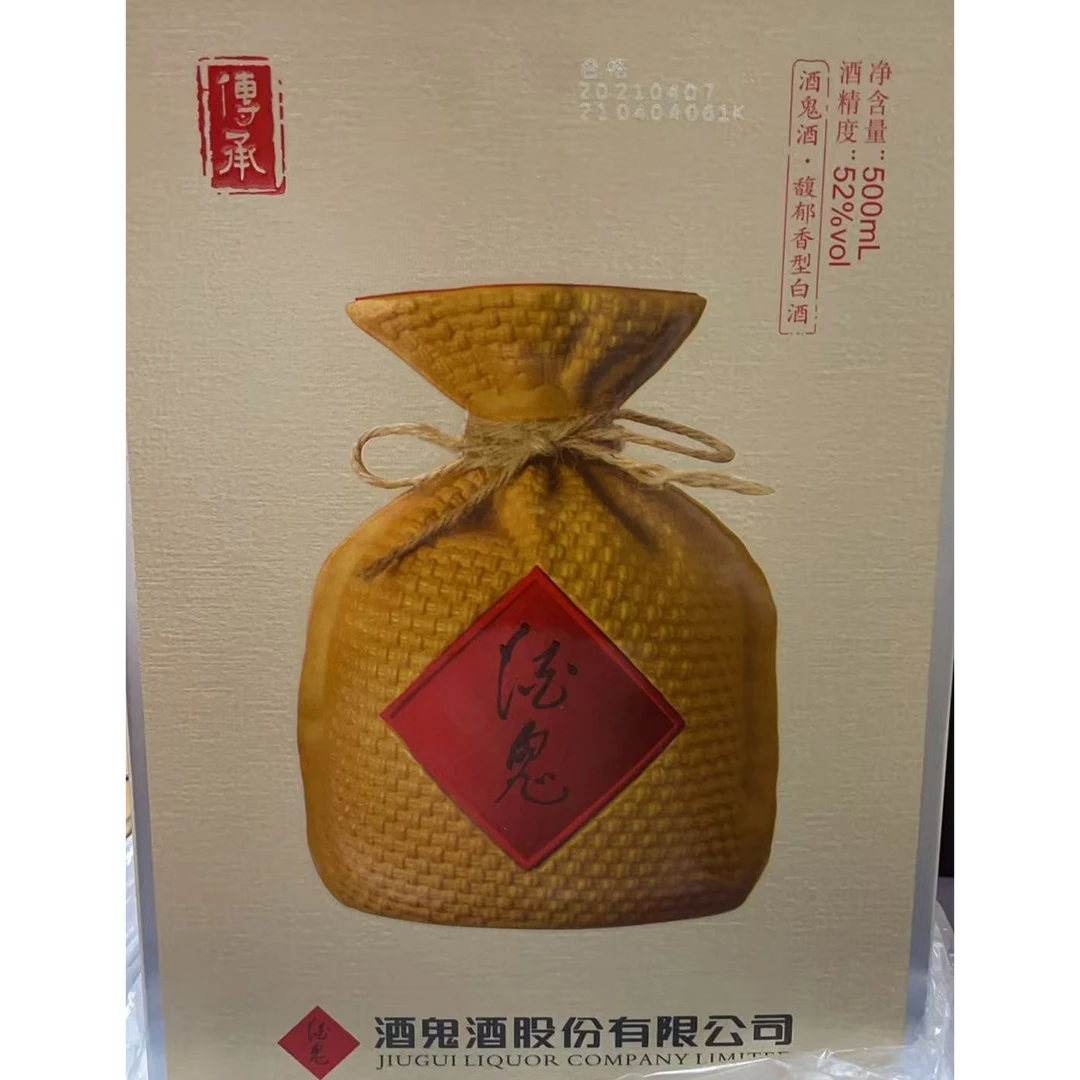 傳承
合格
20210407
210404061K
净含量：500mL
酒精度：52%vol
酒鬼酒·馥郁香型白酒
酒鬼
酒鬼
酒鬼酒股份有限公司
JIUGUI LIQUOR COMPANY LIMITED